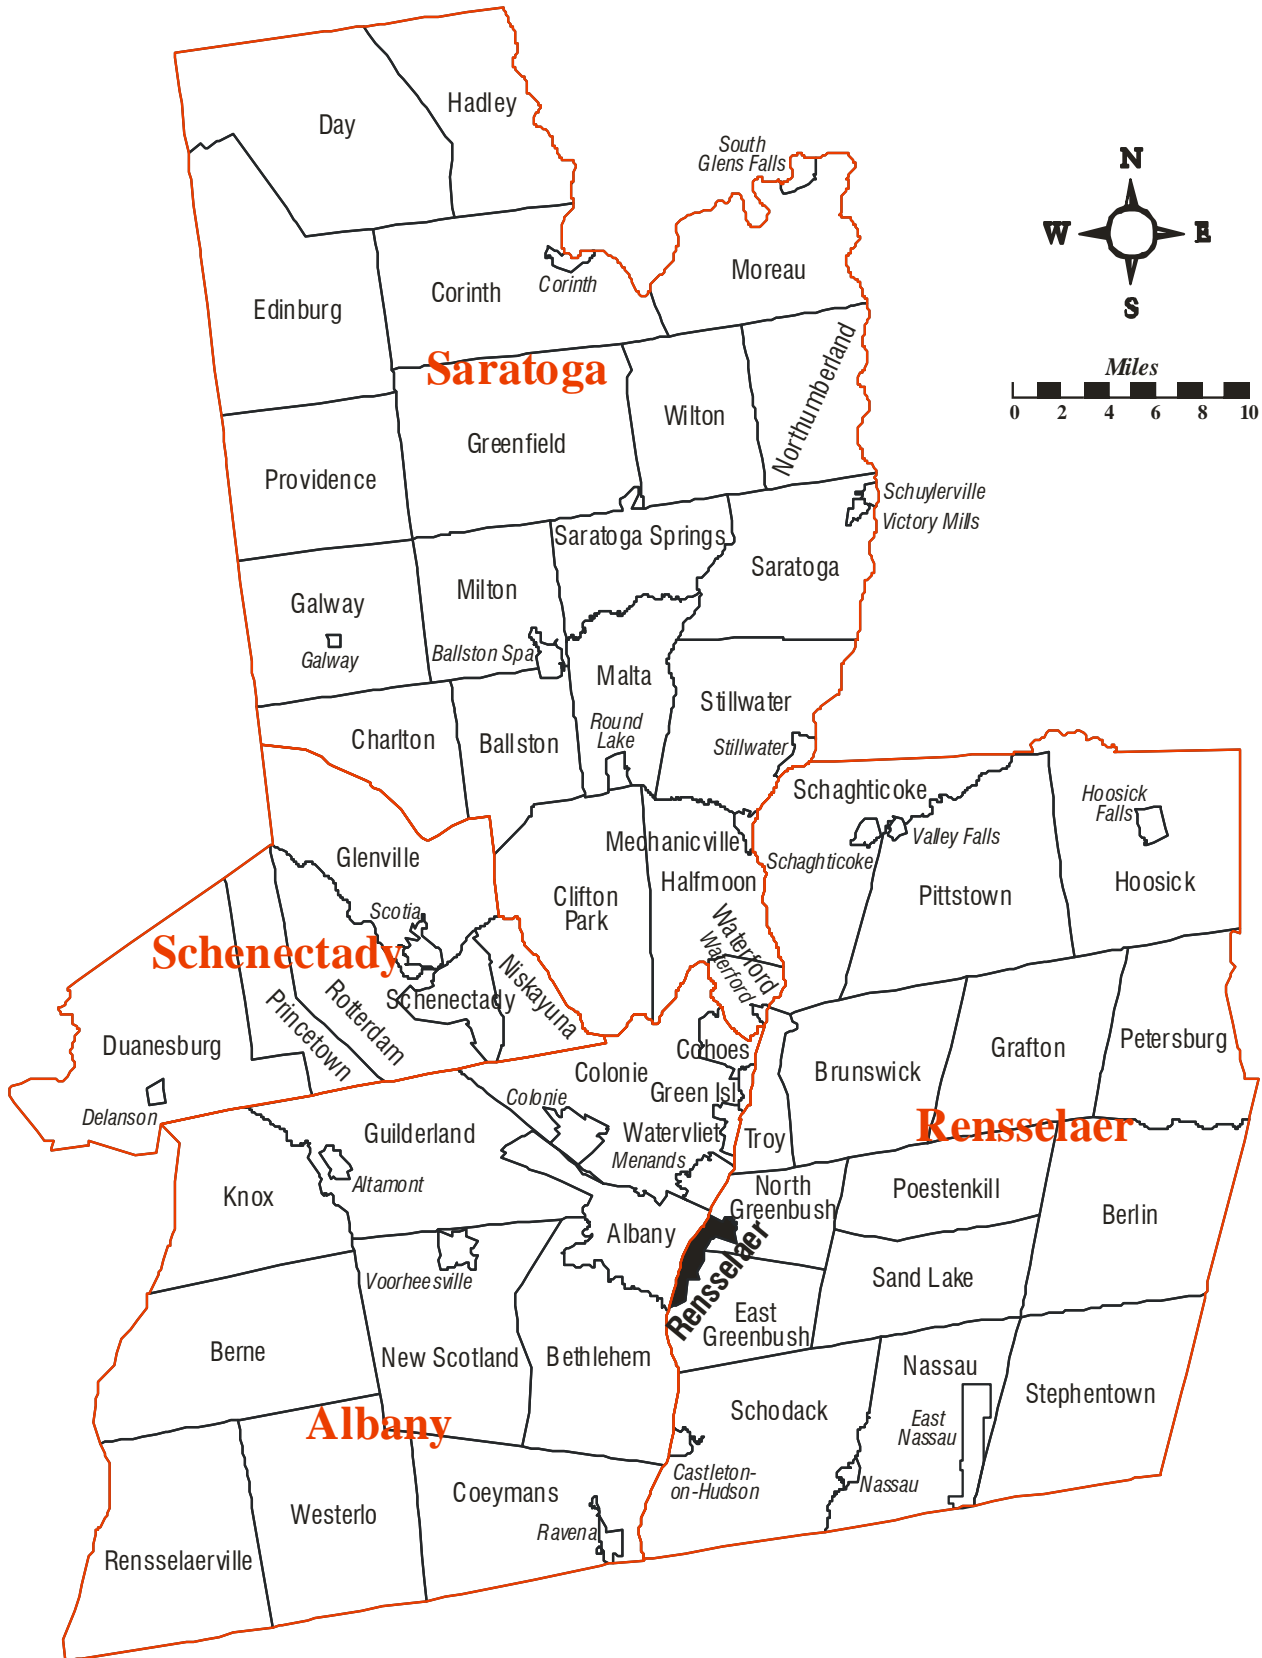 Hadley
Day
South
Glens Falls
N
W
E
S
Moreau
Corinth
Corinth
Edinburg
Northumberland
Miles
0 2 4 6 8 10
Saratoga
Wilton
Greenfield
Providence
Schuylerville
Victory Mills
Saratoga Springs
Saratoga
Milton
Galway
Galway
Ballston Spa
Malta
Stillwater
Round
Lake
Charlton
Ballston
Stillwater
Schaghticoke
Hoosick
Falls
Mechanicville
Valley Falls
Schaghticoke
Glenville
Halfmoon
Hoosick
Clifton
Park
Pittstown
Scotia
Waterford
Waterford
Schenectady
Niskayuna
Schenectady
Rotterdam
Princetown
Duanesburg
Cohoes
Grafton
Petersburg
Colonie
Brunswick
Green Isl
Colonie
Delanson
Rensselaer
Guilderland
Watervliet
Troy
Menands
Altamont
Knox
North
Greenbush
Poestenkill
Berlin
Albany
Rensselaer
Voorheesville
Sand Lake
East
Greenbush
Berne
New Scotland
Bethlehem
Nassau
Stephentown
Schodack
Albany
East
Nassau
Castleton-
on-Hudson
Nassau
Coeymans
Westerlo
Ravena
Rensselaerville